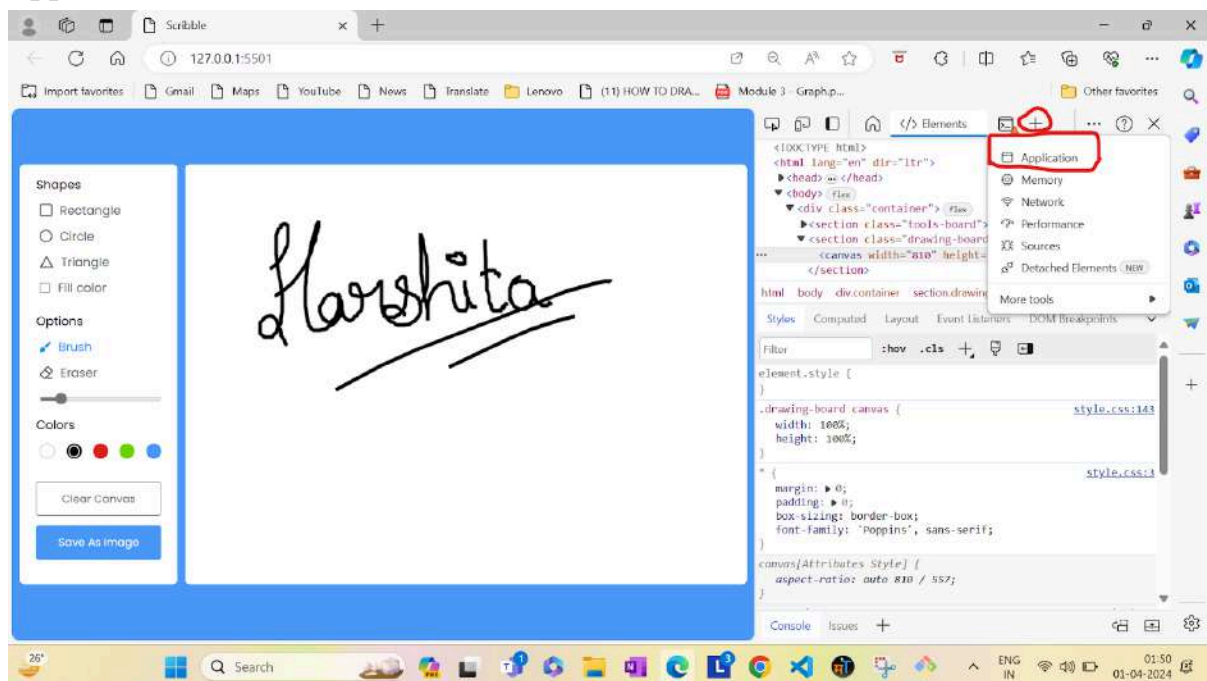 Scribble
127.0.0.1:5501
Import favorites Gmail Maps YouTube News Translate Lenovo (11) HOW TO DRA... Module 3 - Graph.p... Other favorites
Elements
Application
Memory
Network
Performance
Sources
Detached Elements NEW
More tools
<!DOCTYPE html>
<html lang="en" dir="ltr">
<head> ... </head>
<body> flex
<div class="container"> flex
<section class="tools-board">
<section class="drawing-board
... <canvas width="810" height=
</section>
html body div.container section.drawing
Styles Computed Layout Event Listeners DOM Breakpoints
Filter :hov .cls
element.style {
}
.drawing-board canvas { style.css:143
width: 100%;
height: 100%;
}
* { style.css:3
margin: 0;
padding: 0;
box-sizing: border-box;
font-family: 'Poppins', sans-serif;
}
canvas[Attributes Style] {
aspect-ratio: auto 810 / 557;
}
Console Issues
Shapes
Rectangle
Circle
Triangle
Fill color
Options
Brush
Eraser
Colors
Clear Canvas
Save As Image
Harshita
26°
Search
ENG
IN
01:50
01-04-2024